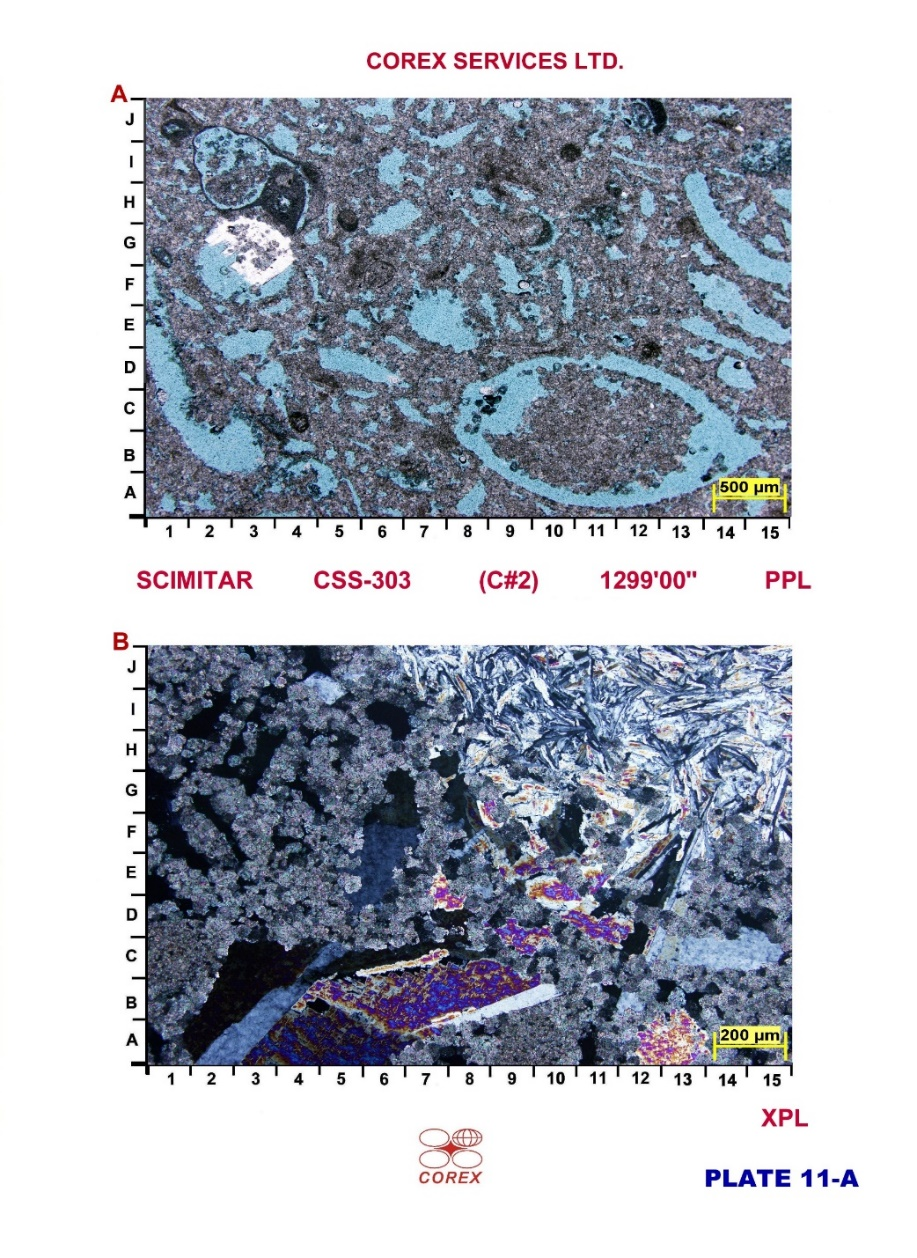 COREX SERVICES LTD.
A
J
I
H
G
F
E
D
C
B
A
500 µm
1 2 3 4 5 6 7 8 9 10 11 12 13 14 15
SCIMITAR CSS-303 (C#2) 1299'00" PPL
B
J
I
H
G
F
E
D
C
B
A
200 µm
1 2 3 4 5 6 7 8 9 10 11 12 13 14 15
XPL
COREX
PLATE 11-A